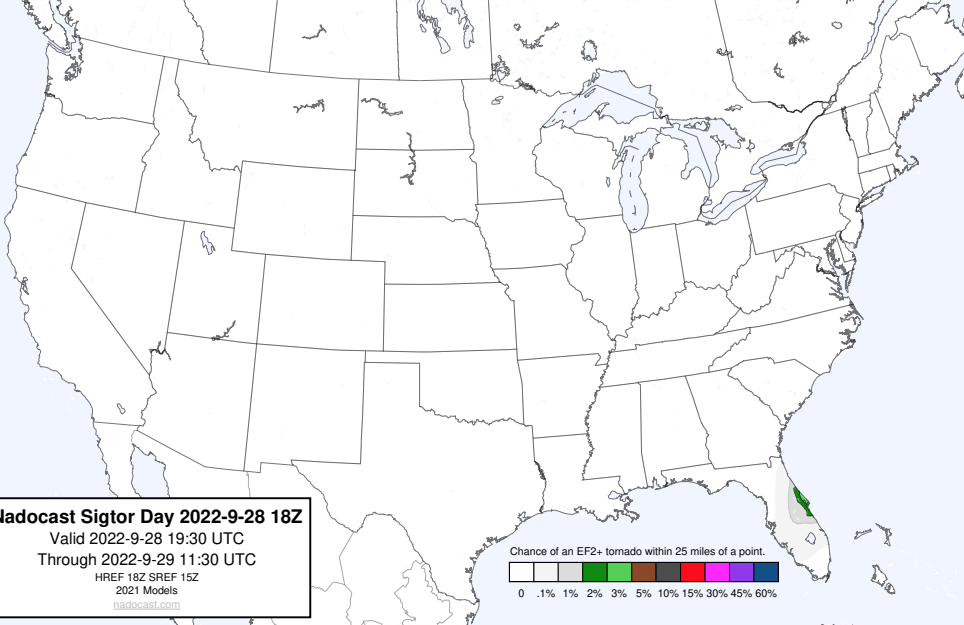 Nadocast Sigtor Day 2022-9-28 18Z
Valid 2022-9-28 19:30 UTC
Through 2022-9-29 11:30 UTC
HREF 18Z SREF 15Z
2021 Models
nadocast.com
Chance of an EF2+ tornado within 25 miles of a point.
0 .1% 1% 2% 3% 5% 10% 15% 30% 45% 60%